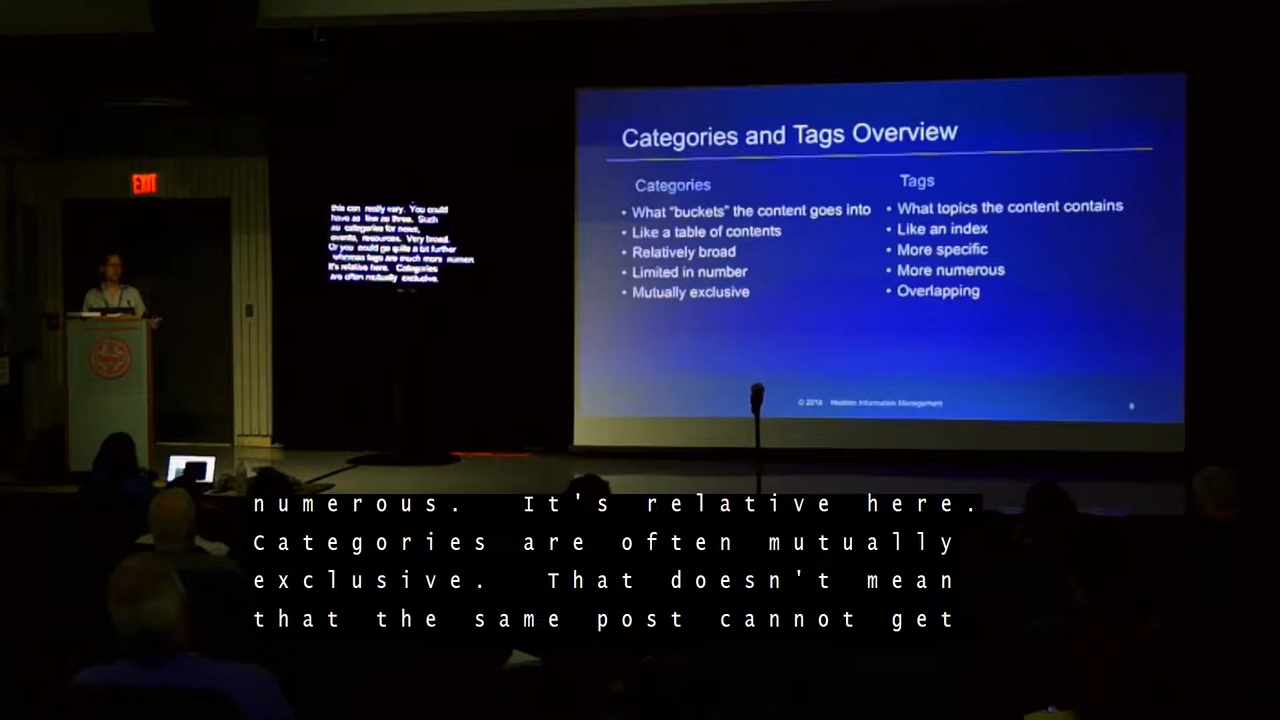 EXIT
this can really vary. You could
have as few as three. Such
as categories for news,
events, resources. Very broad.
Or you could go quite a bit further
whereas tags are much more numer
It's relative here. Categories
are often mutually exclusive.
Categories and Tags Overview
Categories
• What "buckets" the content goes into
• Like a table of contents
• Relatively broad
• Limited in number
• Mutually exclusive
Tags
• What topics the content contains
• Like an index
• More specific
• More numerous
• Overlapping
Information Management
numerous. It's relative here.
Categories are often mutually
exclusive. That doesn't mean
that the same post cannot get